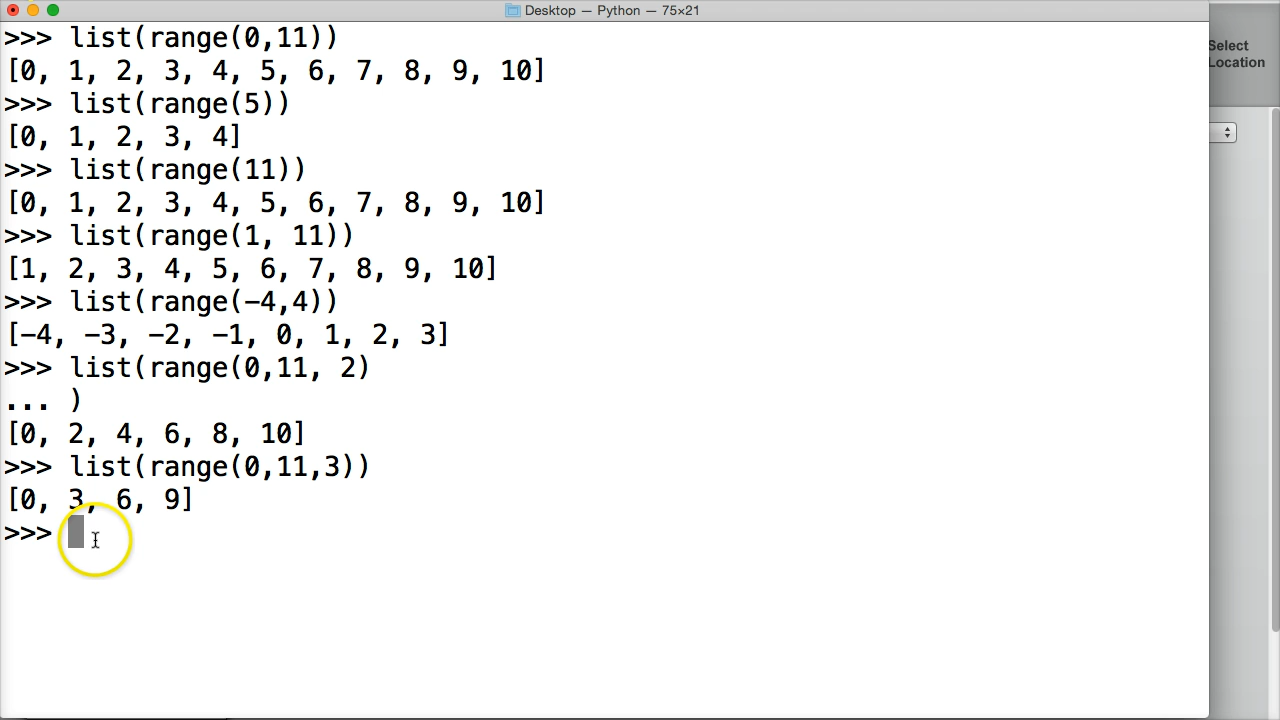 Desktop — Python — 75×21
>>> list(range(0,11))
[0, 1, 2, 3, 4, 5, 6, 7, 8, 9, 10]
>>> list(range(5))
[0, 1, 2, 3, 4]
>>> list(range(11))
[0, 1, 2, 3, 4, 5, 6, 7, 8, 9, 10]
>>> list(range(1, 11))
[1, 2, 3, 4, 5, 6, 7, 8, 9, 10]
>>> list(range(-4,4))
[-4, -3, -2, -1, 0, 1, 2, 3]
>>> list(range(0,11, 2)
... )
[0, 2, 4, 6, 8, 10]
>>> list(range(0,11,3))
[0, 3, 6, 9]
>>>
Select
Location